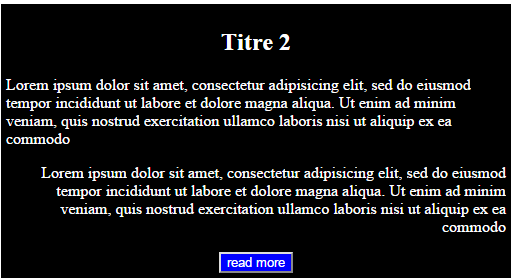 Titre 2
Lorem ipsum dolor sit amet, consectetur adipisicing elit, sed do eiusmod
tempor incididunt ut labore et dolore magna aliqua. Ut enim ad minim
veniam, quis nostrud exercitation ullamco laboris nisi ut aliquip ex ea
commodo
Lorem ipsum dolor sit amet, consectetur adipisicing elit, sed do eiusmod
tempor incididunt ut labore et dolore magna aliqua. Ut enim ad minim
veniam, quis nostrud exercitation ullamco laboris nisi ut aliquip ex ea
commodo
read more